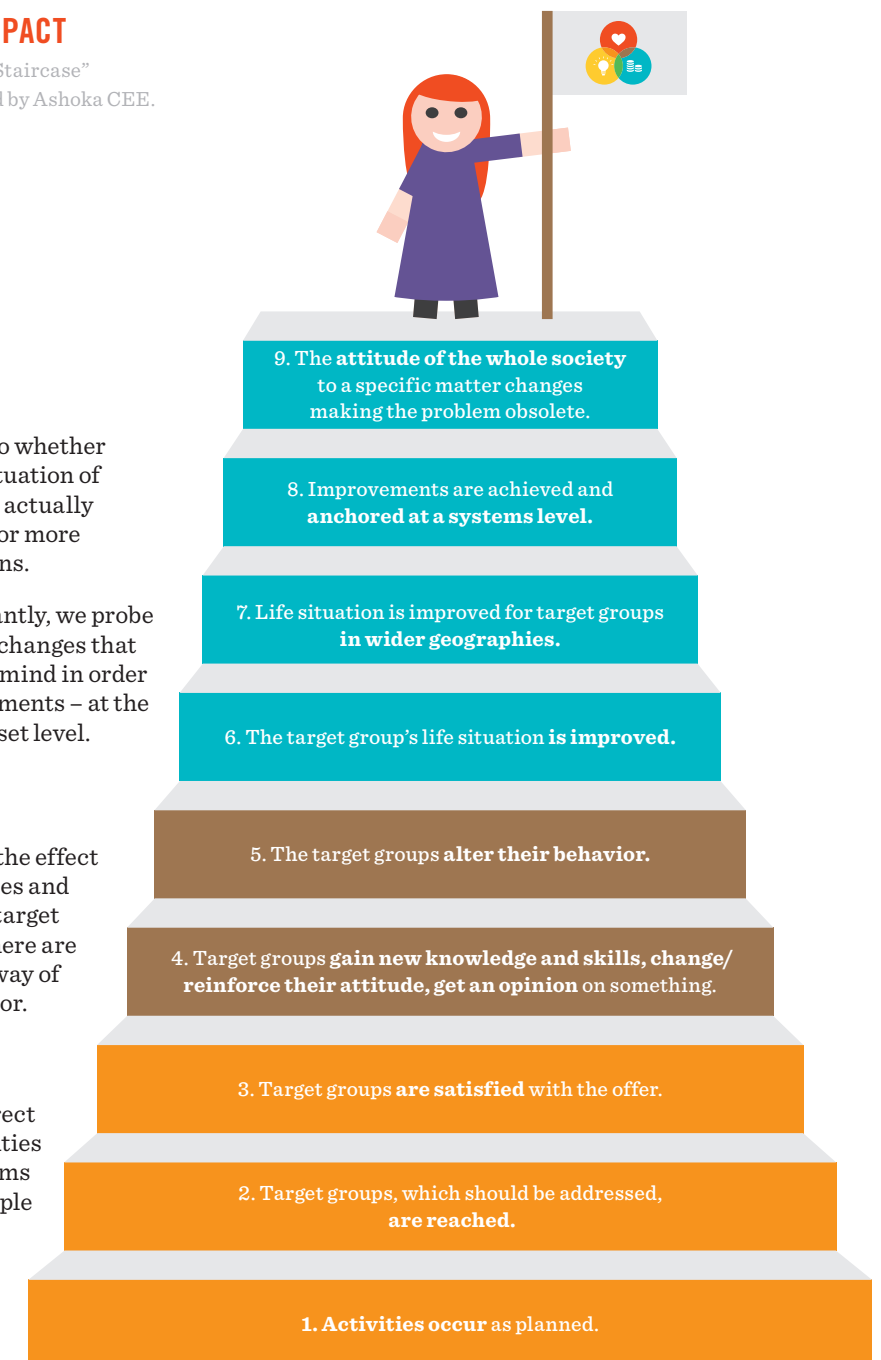 PACT
Staircase”
d by Ashoka CEE.
o whether
tuation of
actually
or more
ns.
antly, we probe
changes that
mind in order
ments – at the
set level.
the effect
es and
target
here are
way of
or.
rect
ties
ms
ple
9. The attitude of the whole society
to a specific matter changes
making the problem obsolete.
8. Improvements are achieved and
anchored at a systems level.
7. Life situation is improved for target groups
in wider geographies.
6. The target group’s life situation is improved.
5. The target groups alter their behavior.
4. Target groups gain new knowledge and skills, change/
reinforce their attitude, get an opinion on something.
3. Target groups are satisfied with the offer.
2. Target groups, which should be addressed,
are reached.
1. Activities occur as planned.